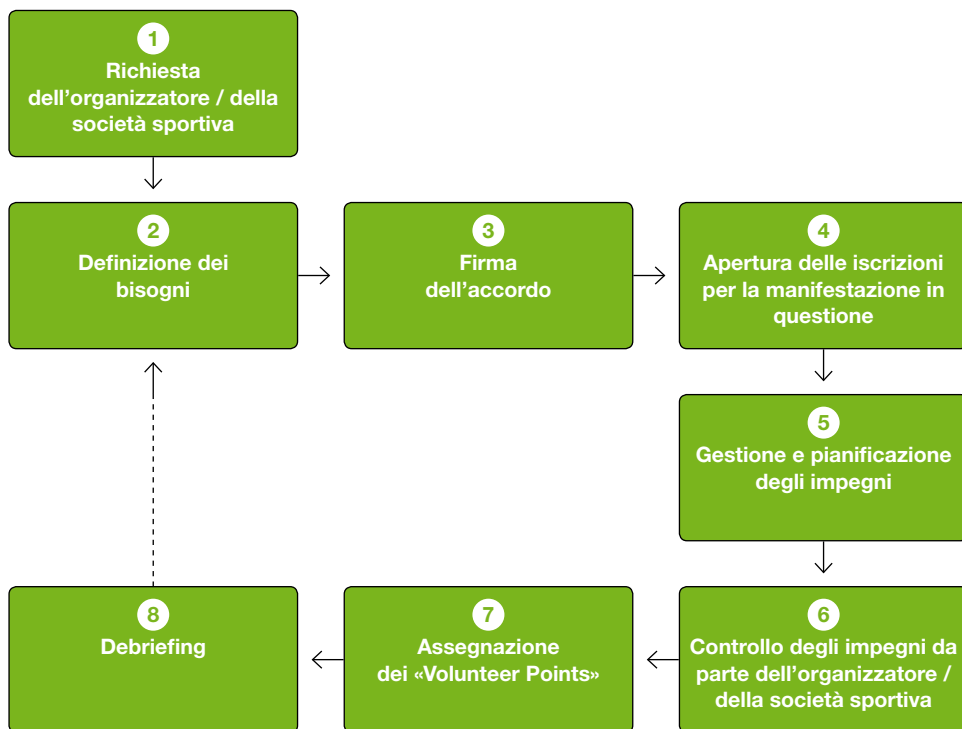 1
Richiesta
dell'organizzatore / della
società sportiva
2
Definizione dei
bisogni
3
Firma
dell'accordo
4
Apertura delle iscrizioni
per la manifestazione in
questione
5
Gestione e pianificazione
degli impegni
6
Controllo degli impegni da
parte dell'organizzatore /
della società sportiva
7
Assegnazione
dei «Volunteer Points»
8
Debriefing